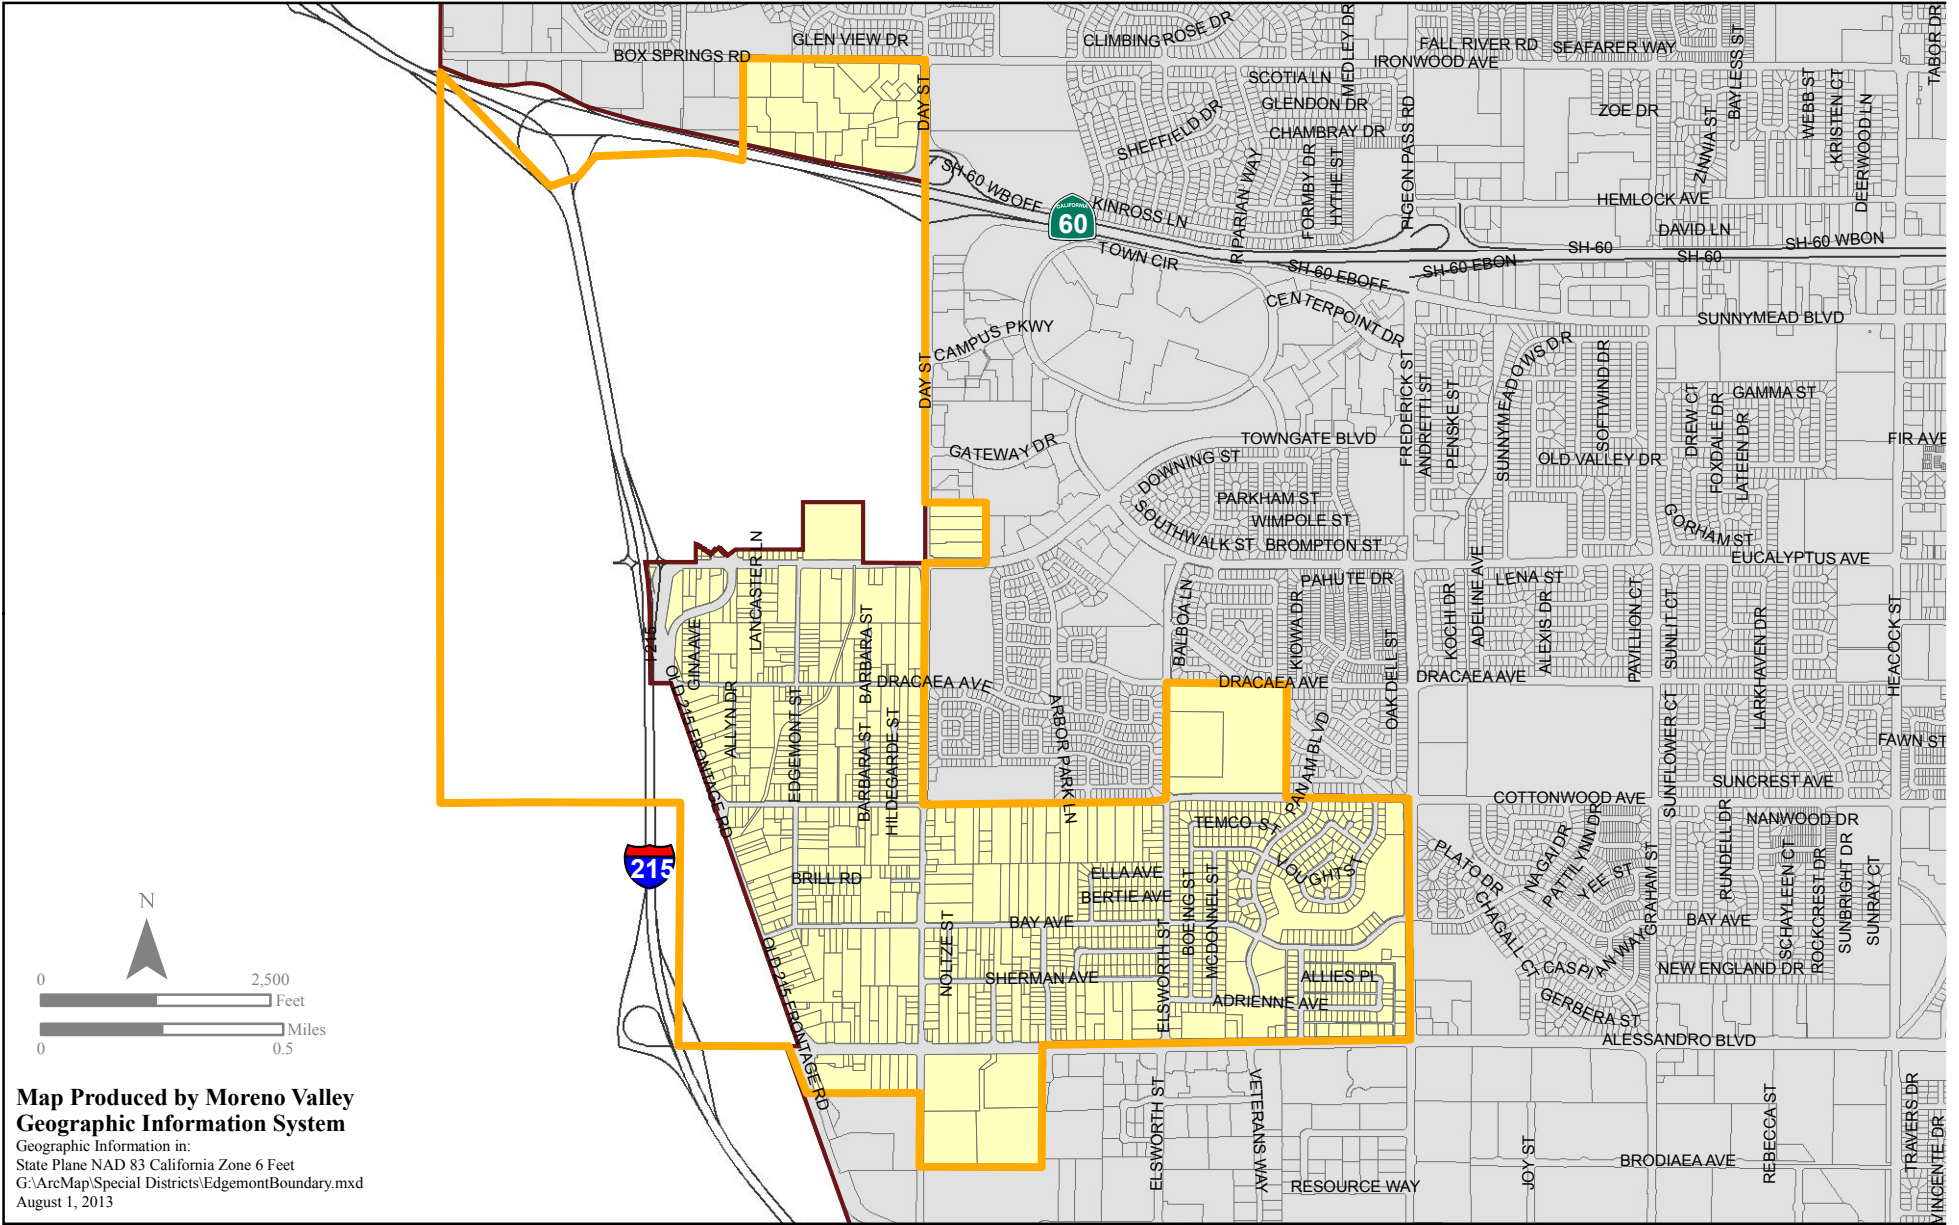 GLEN VIEW DR
BOX SPRINGS RD
CLIMBING ROSE DR
MEDLEY DR
FALL RIVER RD
SEAFARER WAY
BAYLESS ST
TABOR DR
IRONWOOD AVE
SCOTIA LN
GLENDON DR
CHAMBRAY DR
SHEFFIELD DR
DAY ST
PIGEON PASS RD
ZOE DR
ZINNIA ST
WEBB ST
KRISTEN CT
DEERWOOD LN
RIPARIAN WAY
FORMBY DR
HYTHE ST
SH-60 WBOFF
CALIFORNIA
60
KINROSS LN
HEMLOCK AVE
DAVID LN
TOWN CIR
SH-60
SH-60 WBON
SH-60
SH-60 EBOFF
SH-60 EBON
CENTERPOINT DR
SUNNYMEAD BLVD
CAMPUS PKWY
DAY ST
FREDERICK ST
ANDRETTI ST
PENSKE ST
SUNNYMEADOWS DR
SOFTWIND DR
DREW CT
FOXDALE DR
LATEEN DR
GAMMA ST
GATEWAY DR
TOWNGATE BLVD
FIR AVE
DOWNING ST
OLD VALLEY DR
PARKHAM ST
WIMPOLE ST
SOUTHWALK ST
BROMPTON ST
GORHAM ST
EUCALYPTUS AVE
LANCASTER LN
BALBOA LN
PAHUTE DR
KIOWA DR
KOCHI DR
ADELINE AVE
LENA ST
ALEXIS DR
PAVILLION CT
SUNLIT CT
LARKHAVEN DR
HEACOCK ST
I 215
GINA AVE
BARBARA ST
OAKDELL ST
DRACAEA AVE
DRACAEA AVE
DRACAEA AVE
OLD 215 FRONTAGE RD
ALLYN DR
EDGEMONT ST
BARBARA ST
HILDEGARDE ST
ARBOR PARK LN
PAN AM BLVD
SUNFLOWER CT
FAWN ST
SUNCREST AVE
COTTONWOOD AVE
NANWOOD DR
TEMCO ST
215
BRILL RD
ELLA AVE
BERTIE AVE
VOUGHT ST
PLATO DR
NAGAI DR
PATTILYNN DR
YEE ST
GRAHAM ST
RUNDELL DR
SCHAYLEEN CT
ROCKCREST DR
SUNBRIGHT DR
SUNRAY CT
BAY AVE
BAY AVE
NOLTZE ST
ELSWORTH ST
BOEING ST
MCDONNEL ST
CHAGALL CT
CASPIAN WAY
OLD 215 FRONTAGE RD
SHERMAN AVE
ALLIES PL
NEW ENGLAND DR
ADRIENNE AVE
GERBERA ST
ALESSANDRO BLVD
ELSWORTH ST
VETERANS WAY
JOY ST
REBECCA ST
TRAVERS DR
VINCENTE DR
BRODIAEA AVE
RESOURCE WAY
N
0 2,500
Feet
Miles
0 0.5
Map Produced by Moreno Valley
Geographic Information System
Geographic Information in:
State Plane NAD 83 California Zone 6 Feet
G:\ArcMap\Special Districts\EdgemontBoundary.mxd
August 1, 2013